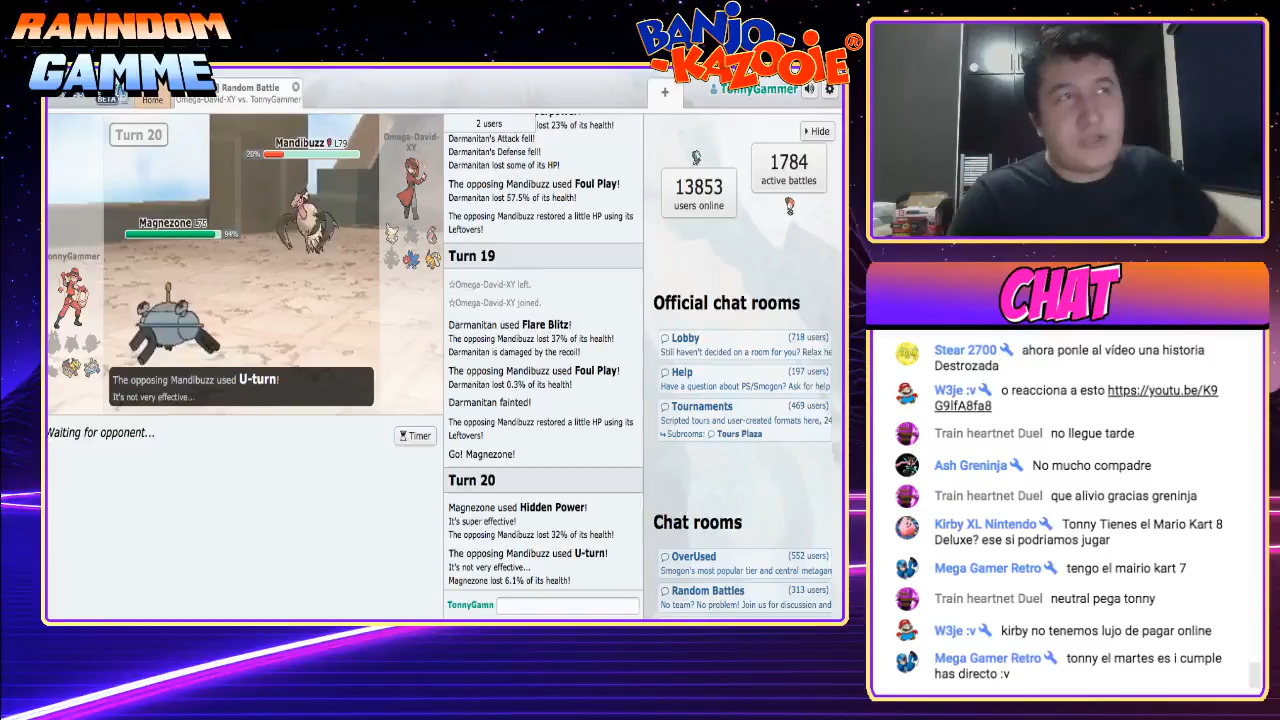 RANNDOM
GAMME
BANJO
-KAZOOIE®
BETA
Home
Random Battle
Omega-David-XY vs. TonnyGammer
+
TonnyGammer
Turn 20
Mandibuzz L79
20%
Omega-David-
XY
Magnezone L75
94%
TonnyGammer
The opposing Mandibuzz used U-turn!
It's not very effective...
Waiting for opponent...
Timer
2 users
lost 23% of its health!
Darmanitan's Attack fell!
Darmanitan's Defense fell!
Darmanitan lost some of its HP!
The opposing Mandibuzz used Foul Play!
Darmanitan lost 57.5% of its health!
The opposing Mandibuzz restored a little HP using its
Leftovers!
Turn 19
☆Omega-David-XY left.
☆Omega-David-XY joined.
Darmanitan used Flare Blitz!
The opposing Mandibuzz lost 37% of its health!
Darmanitan is damaged by the recoil!
The opposing Mandibuzz used Foul Play!
Darmanitan lost 0.3% of its health!
Darmanitan fainted!
The opposing Mandibuzz restored a little HP using its
Leftovers!
Go! Magnezone!
Turn 20
Magnezone used Hidden Power!
It's super effective!
The opposing Mandibuzz lost 32% of its health!
The opposing Mandibuzz used U-turn!
It's not very effective...
Magnezone lost 6.1% of its health!
TonnyGamn
Hide
13853
users online
1784
active battles
Official chat rooms
Lobby (718 users)
Still haven't decided on a room for you? Relax he
Help (197 users)
Have a question about PS/Smogon? Ask for help
Tournaments (469 users)
Scripted tours and user-created formats here, 24
Subrooms: Tours Plaza
Chat rooms
OverUsed (552 users)
Smogon's most popular tier and central metagam
Random Battles (313 users)
No team? No problem! Join us for discussion and
CHAT
Stear 2700 ahora ponle al vídeo una historia
Destrozada
W3je :v o reacciona a esto https://youtu.be/K9
G9lfA8fa8
Train heartnet Duel no llegue tarde
Ash Greninja No mucho compadre
Train heartnet Duel que alivio gracias greninja
Kirby XL Nintendo Tonny Tienes el Mario Kart 8
Deluxe? ese si podriamos jugar
Mega Gamer Retro tengo el mairio kart 7
Train heartnet Duel neutral pega tonny
W3je :v kirby no tenemos lujo de pagar online
Mega Gamer Retro tonny el martes es i cumple
has directo :v